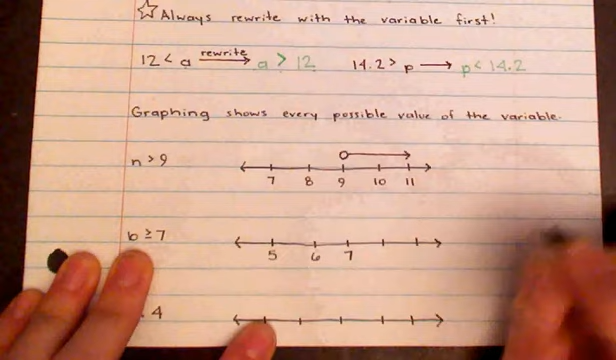 ☆ Always rewrite with the variable first!
12 < a rewrite→ a > 12 14.2 > p → p < 14.2
Graphing shows every possible value of the variable.
n > 9
7 8 9 10 11
b ≥ 7
5 6 7
4